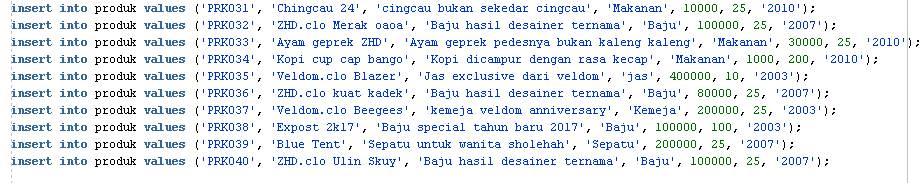 insert into produk values ('PRK031', 'Chingcau 24', 'cingcau bukan sekedar cingcau', 'Makanan', 10000, 25, '2010');
insert into produk values ('PRK032', 'ZHD.clo Merak oaoa', 'Baju hasil desainer ternama', 'Baju', 100000, 25, '2007');
insert into produk values ('PRK033', 'Ayam geprek ZHD', 'Ayam geprek pedesnya bukan kaleng kaleng', 'Makanan', 30000, 25, '2010');
insert into produk values ('PRK034', 'Kopi cup cap bango', 'Kopi dicampur dengan rasa kecap', 'Makanan', 1000, 200, '2010');
insert into produk values ('PRK035', 'Veldom.clo Blazer', 'Jas exclusive dari veldom', 'jas', 400000, 10, '2003');
insert into produk values ('PRK036', 'ZHD.clo kuat kadek', 'Baju hasil desainer ternama', 'Baju', 80000, 25, '2007');
insert into produk values ('PRK037', 'Veldom.clo Beegees', 'kemeja veldom anniversary', 'Kemeja', 200000, 25, '2003');
insert into produk values ('PRK038', 'Expost 2k17', 'Baju special tahun baru 2017', 'Baju', 100000, 100, '2003');
insert into produk values ('PRK039', 'Blue Tent', 'Sepatu untuk wanita sholehah', 'Sepatu', 200000, 25, '2007');
insert into produk values ('PRK040', 'ZHD.clo Ulin Skuy', 'Baju hasil desainer ternama', 'Baju', 100000, 25, '2007');